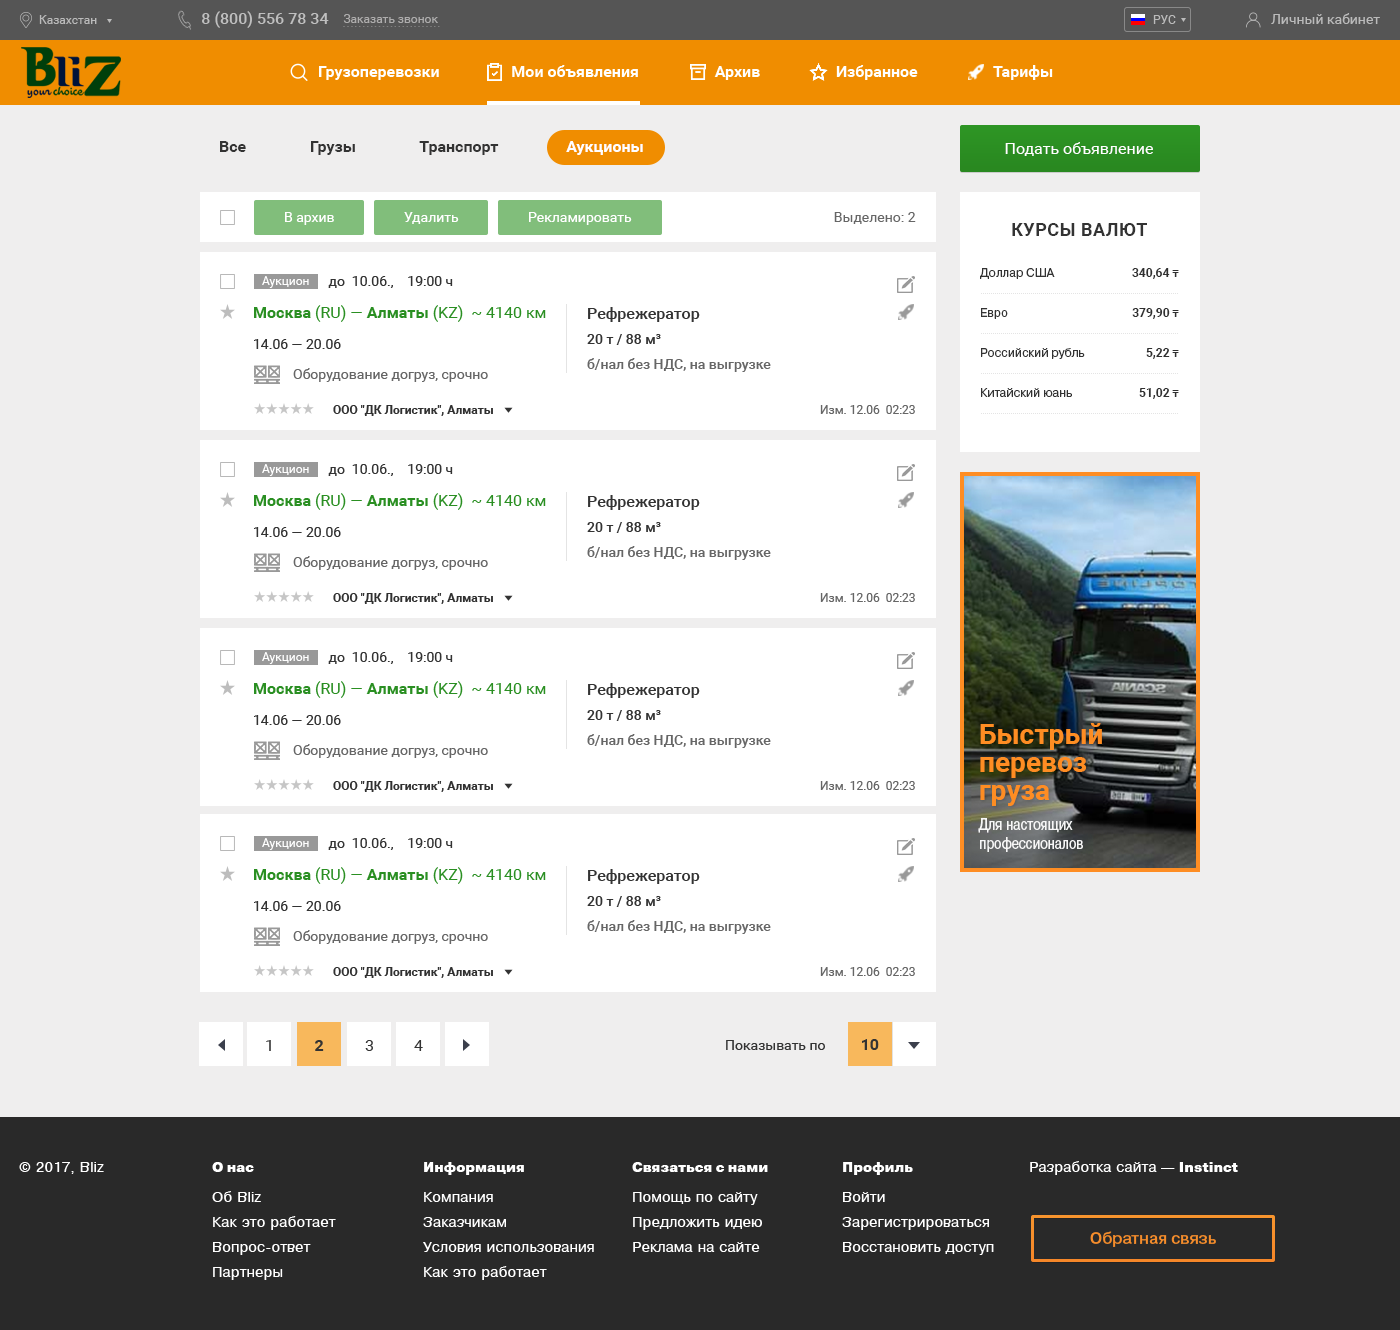 Казахстан
8 (800) 556 78 34
Заказать звонок
РУС
Личный кабинет
Bliz
your choice
Грузоперевозки
Мои объявления
Архив
Избранное
Тарифы
Все
Грузы
Транспорт
Аукционы
Подать объявление
В архив
Удалить
Рекламировать
Выделено: 2
Аукцион до 10.06., 19:00 ч
Москва (RU) — Алматы (KZ) ~ 4140 км
14.06 — 20.06
Оборудование догруз, срочно
Рефрежератор
20 т / 88 м³
б/нал без НДС, на выгрузке
ООО "ДК Логистик", Алматы
Изм. 12.06 02:23
Аукцион до 10.06., 19:00 ч
Москва (RU) — Алматы (KZ) ~ 4140 км
14.06 — 20.06
Оборудование догруз, срочно
Рефрежератор
20 т / 88 м³
б/нал без НДС, на выгрузке
ООО "ДК Логистик", Алматы
Изм. 12.06 02:23
Аукцион до 10.06., 19:00 ч
Москва (RU) — Алматы (KZ) ~ 4140 км
14.06 — 20.06
Оборудование догруз, срочно
Рефрежератор
20 т / 88 м³
б/нал без НДС, на выгрузке
ООО "ДК Логистик", Алматы
Изм. 12.06 02:23
Аукцион до 10.06., 19:00 ч
Москва (RU) — Алматы (KZ) ~ 4140 км
14.06 — 20.06
Оборудование догруз, срочно
Рефрежератор
20 т / 88 м³
б/нал без НДС, на выгрузке
ООО "ДК Логистик", Алматы
Изм. 12.06 02:23
КУРСЫ ВАЛЮТ
Доллар США 340,64 ₸
Евро 379,90 ₸
Российский рубль 5,22 ₸
Китайский юань 51,02 ₸
SCANIA
Быстрый
перевоз
груза
Для настоящих
профессионалов
1
2
3
4
Показывать по
10
© 2017, Bliz
О нас
Об Bliz
Как это работает
Вопрос-ответ
Партнеры
Информация
Компания
Заказчикам
Условия использования
Как это работает
Связаться с нами
Помощь по сайту
Предложить идею
Реклама на сайте
Профиль
Войти
Зарегистрироваться
Восстановить доступ
Разработка сайта — Instinct
Обратная связь